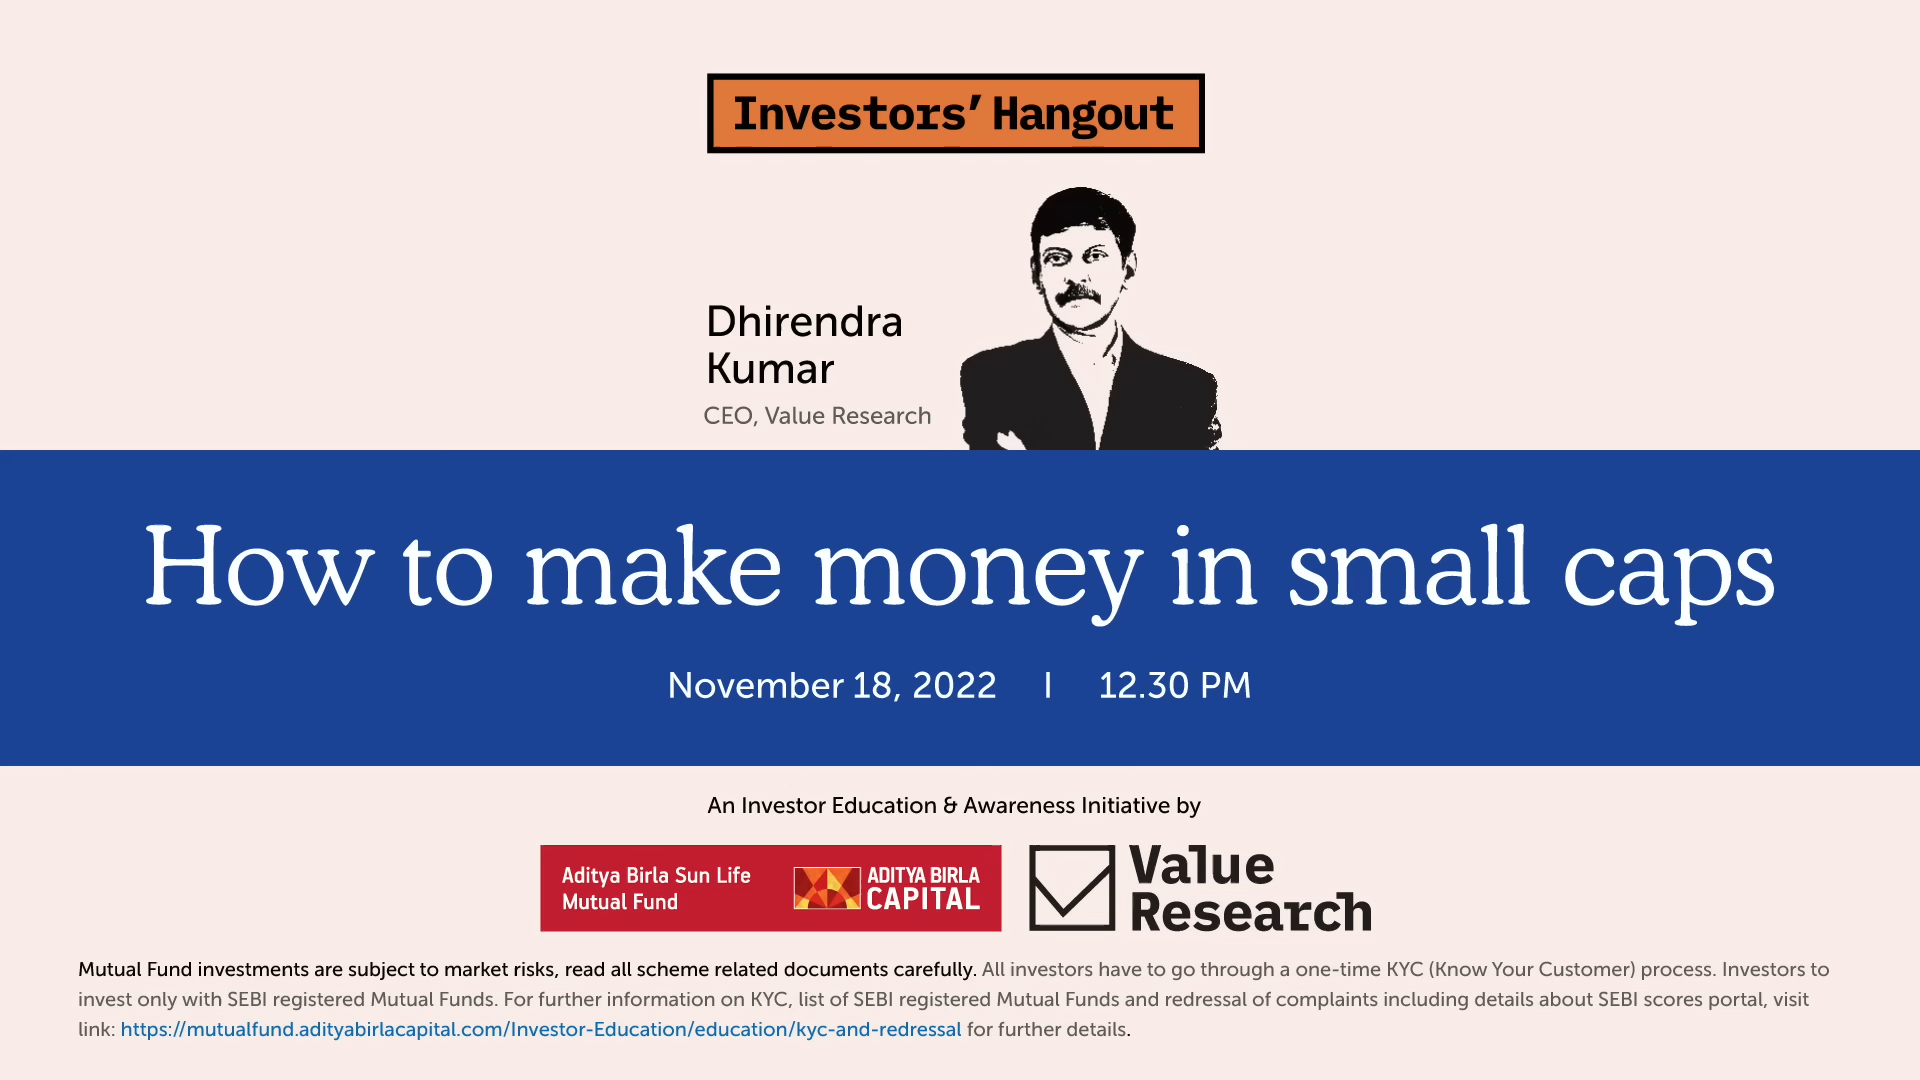 Investors’ Hangout
Dhirendra
Kumar
CEO, Value Research
How to make money in small caps
November 18, 2022 | 12.30 PM
An Investor Education & Awareness Initiative by
Aditya Birla Sun Life
Mutual Fund
ADITYA BIRLA
CAPITAL
Value
Research
Mutual Fund investments are subject to market risks, read all scheme related documents carefully. All investors have to go through a one-time KYC (Know Your Customer) process. Investors to
invest only with SEBI registered Mutual Funds. For further information on KYC, list of SEBI registered Mutual Funds and redressal of complaints including details about SEBI scores portal, visit
link: https://mutualfund.adityabirlacapital.com/Investor-Education/education/kyc-and-redressal for further details.